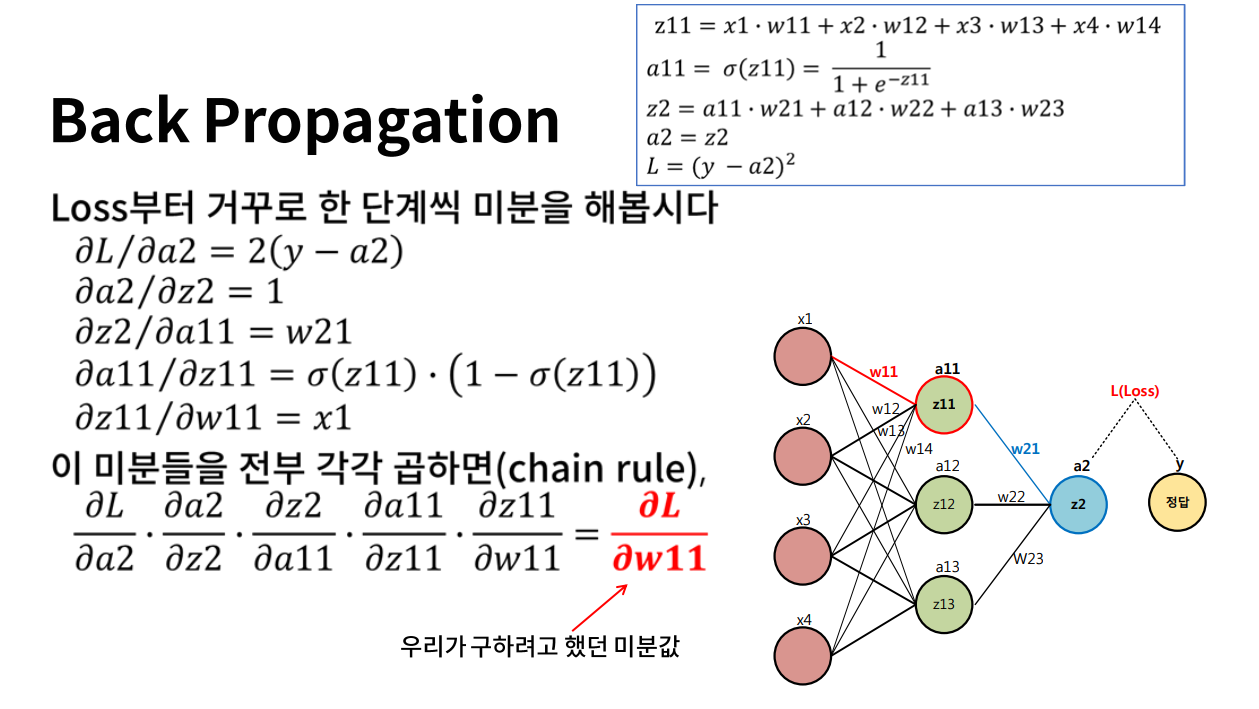 z11 = x1 · w11 + x2 · w12 + x3 · w13 + x4 · w14
a11 = σ(z11) = 1 / (1 + e^{−z11})
z2 = a11 · w21 + a12 · w22 + a13 · w23
a2 = z2
L = (y − a2)²
Back Propagation
Loss부터 거꾸로 한 단계씩 미분을 해봅시다
∂L/∂a2 = 2(y − a2)
∂a2/∂z2 = 1
∂z2/∂a11 = w21
∂a11/∂z11 = σ(z11) · (1 − σ(z11))
∂z11/∂w11 = x1
이 미분들을 전부 각각 곱하면(chain rule),
∂L/∂a2 · ∂a2/∂z2 · ∂z2/∂a11 · ∂a11/∂z11 · ∂z11/∂w11 = ∂L/∂w11
우리가 구하려고 했던 미분값
x1
x2
x3
x4
w11
w12
w13
w14
a11
z11
a12
z12
a13
z13
w21
w22
W23
a2
z2
L(Loss)
y
정답